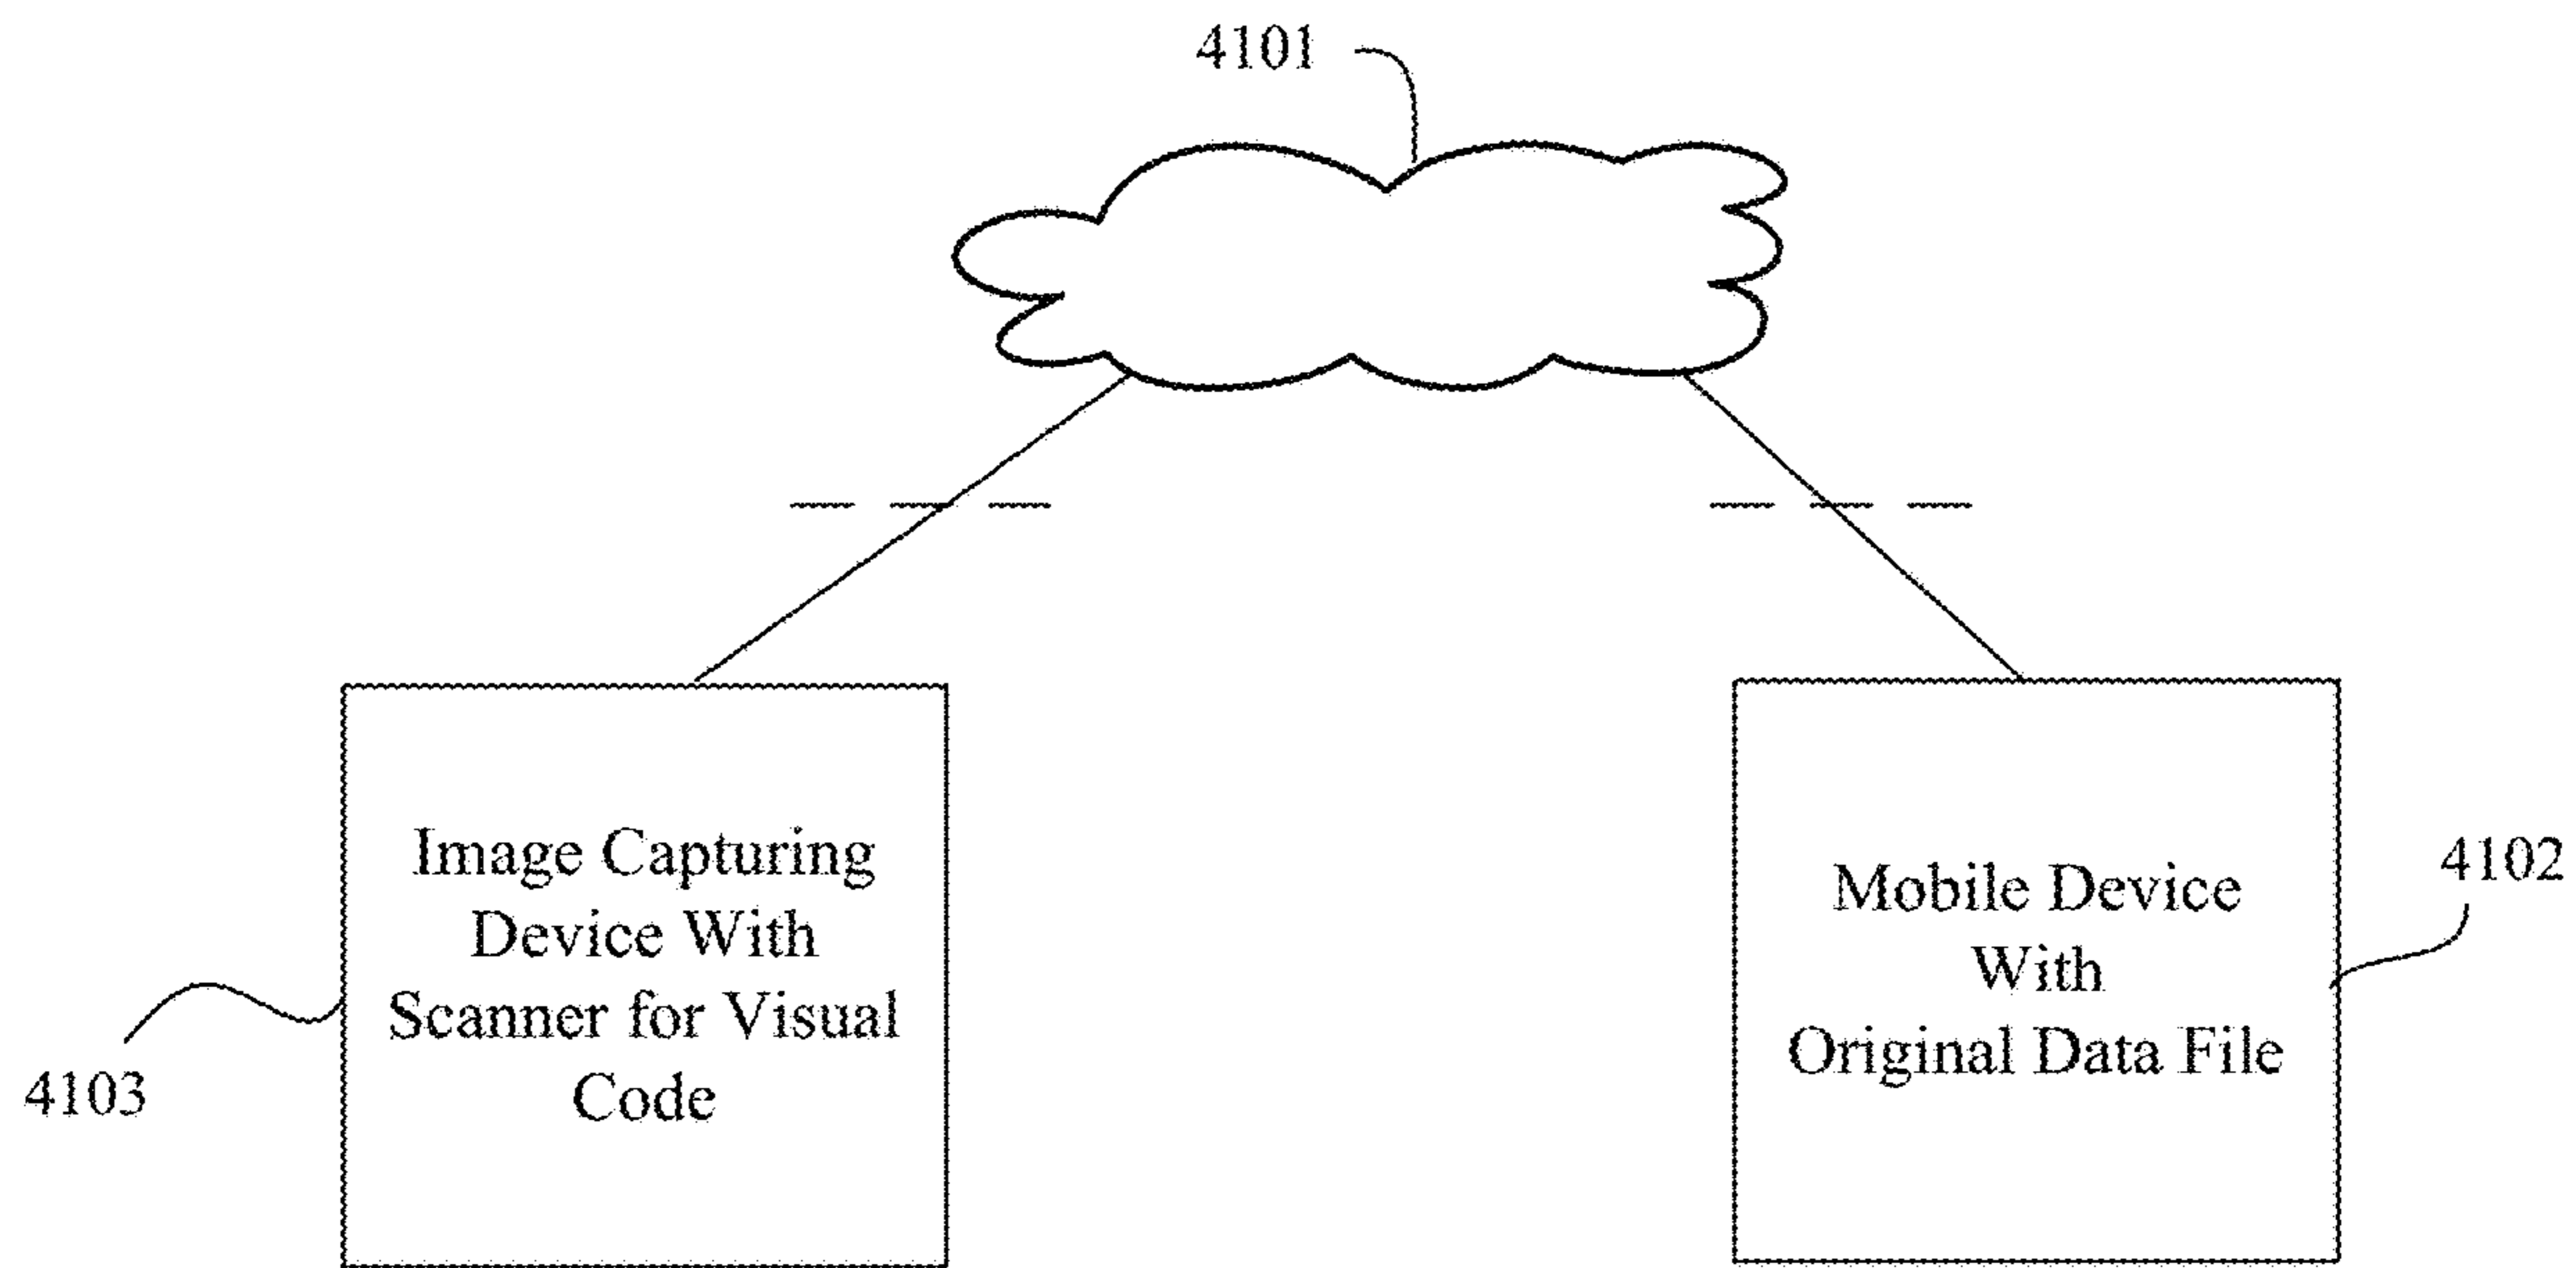 4101
Image Capturing
Device With
Scanner for Visual
Code
4103
Mobile Device
With
Original Data File
4102